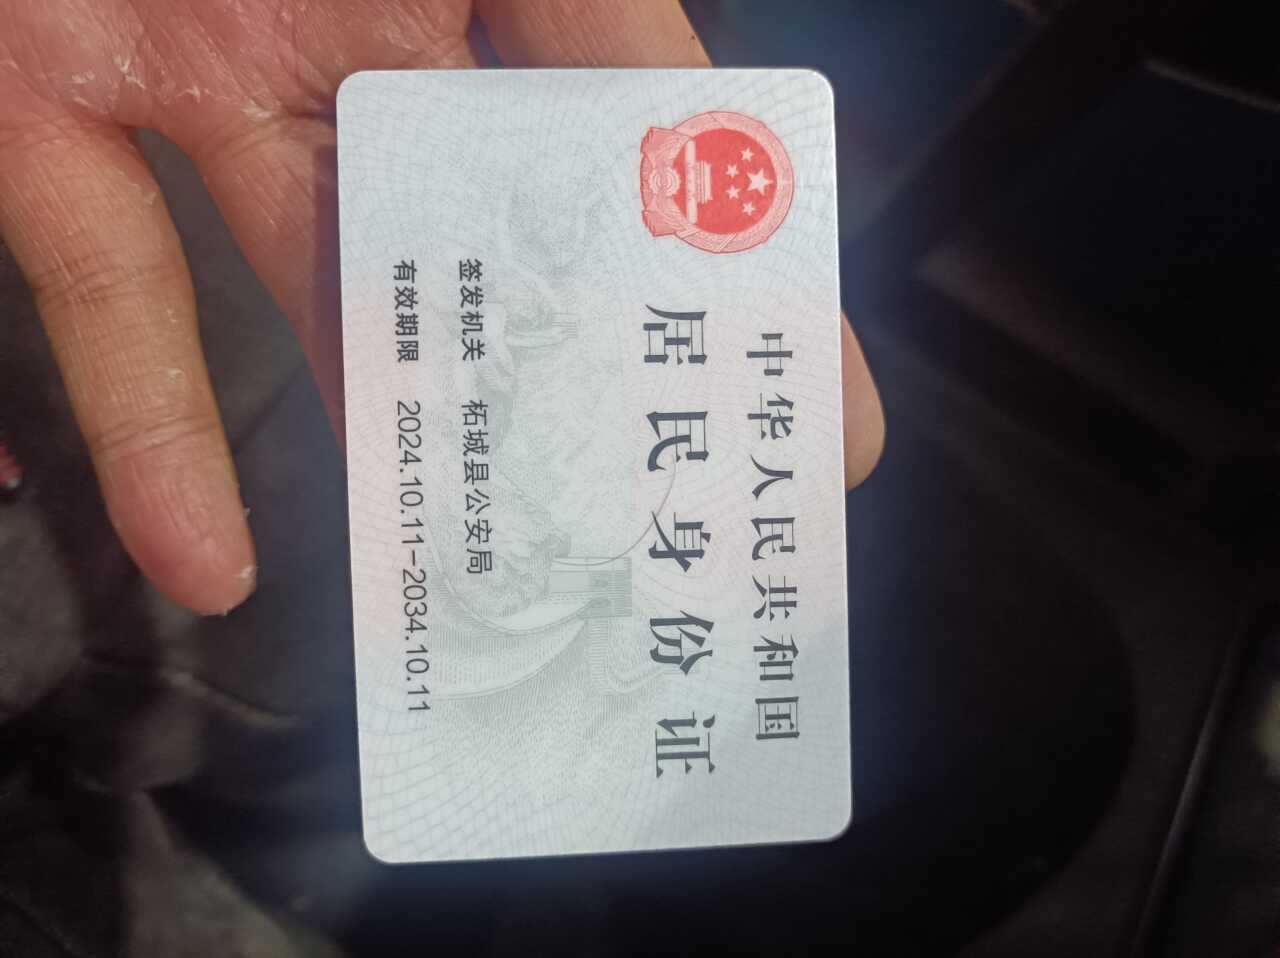 中华人民共和国
居民身份证
签发机关 柘城县公安局
有效期限 2024.10.11-2034.10.11